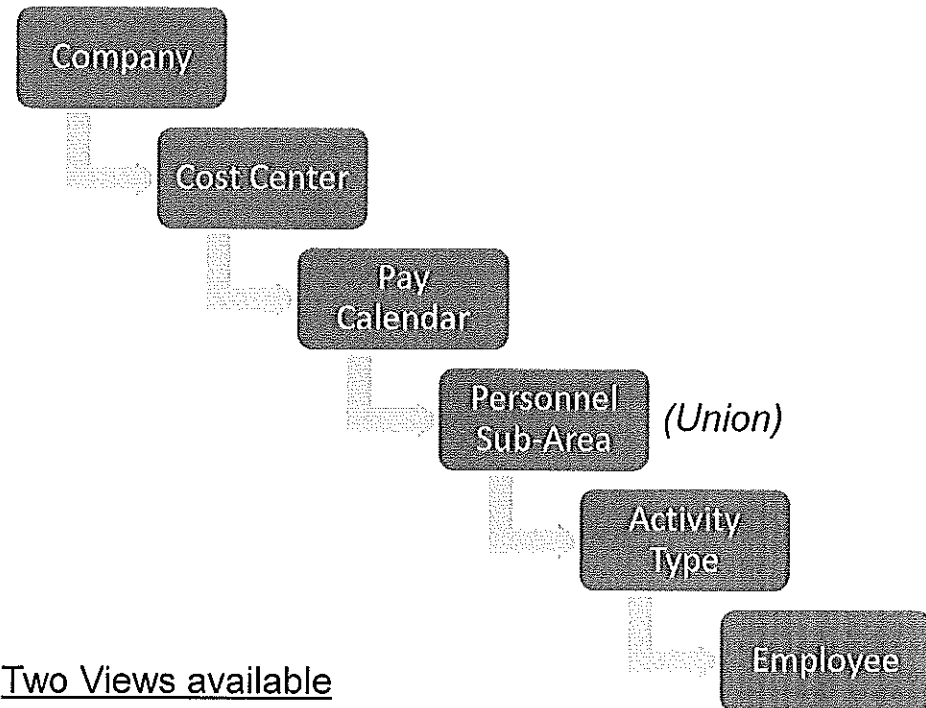 Company
Cost Center
Pay
Calendar
Personnel
Sub-Area
(Union)
Activity
Type
Employee
Two Views available